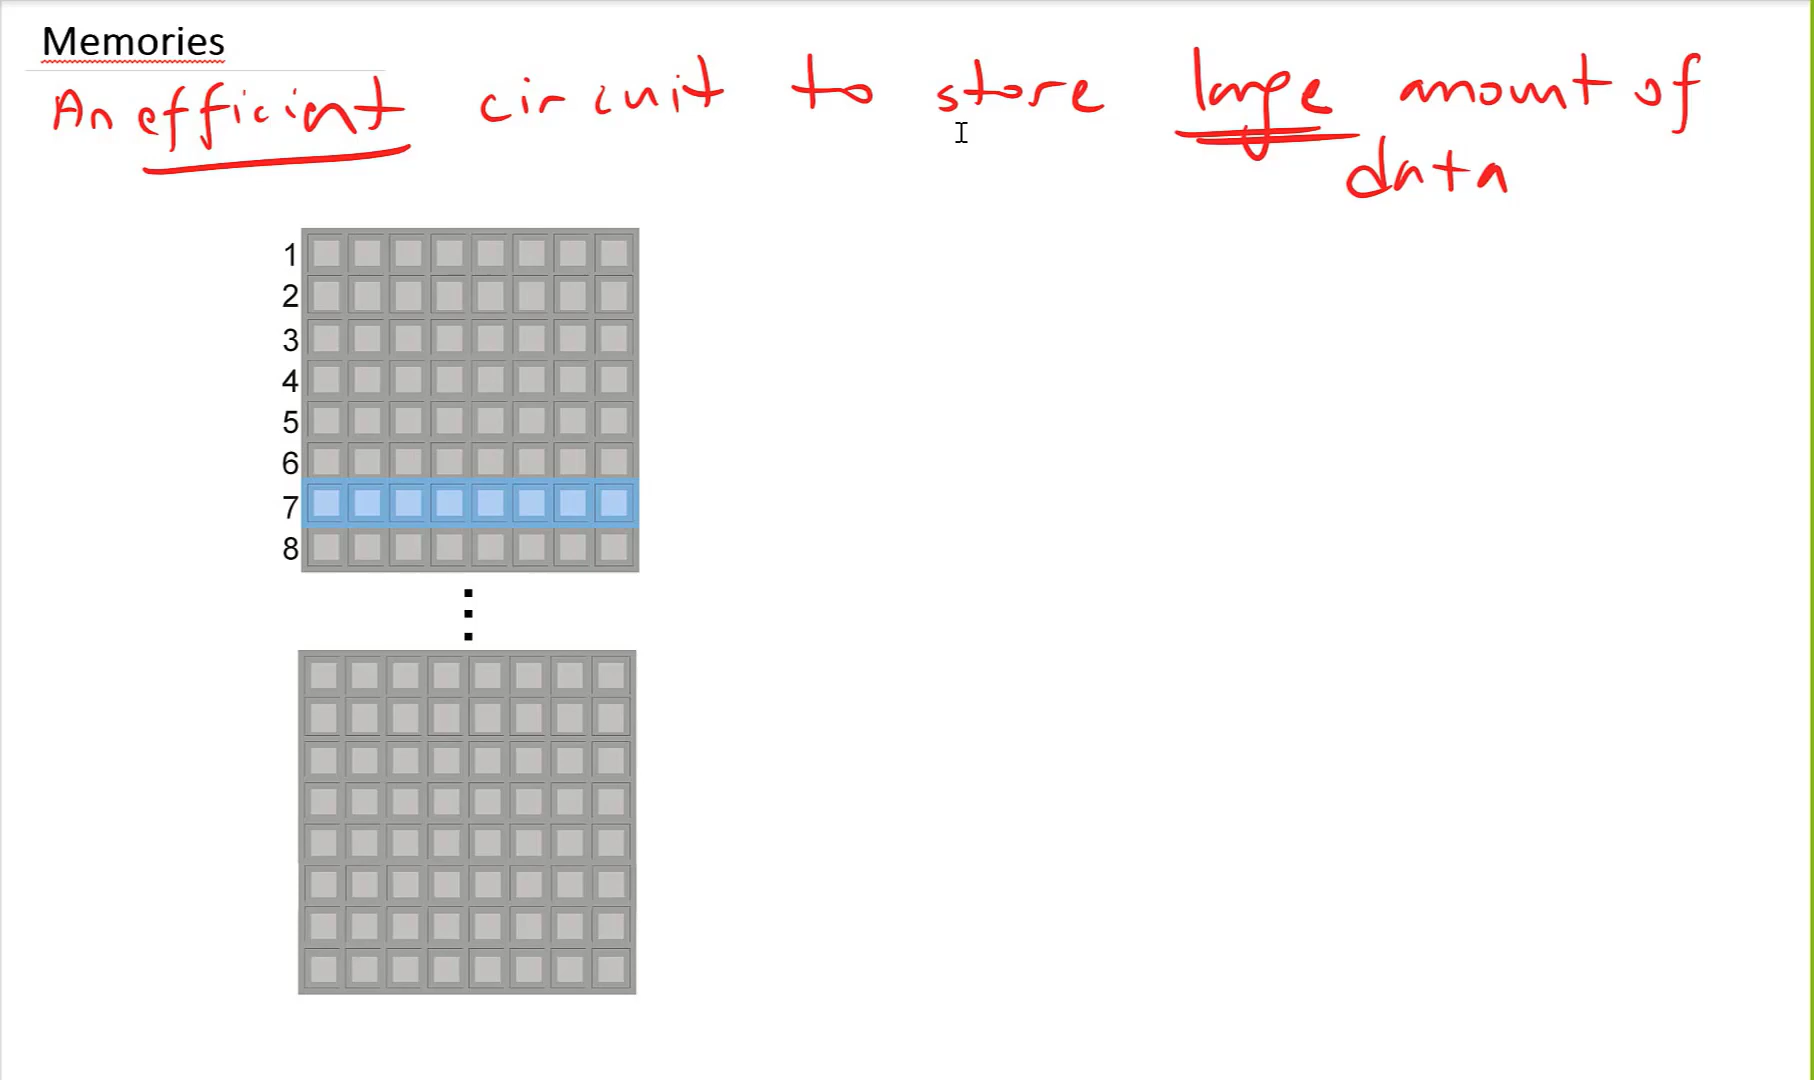 Memories
An efficient circuit to store large amount of
data
1
2
3
4
5
6
7
8